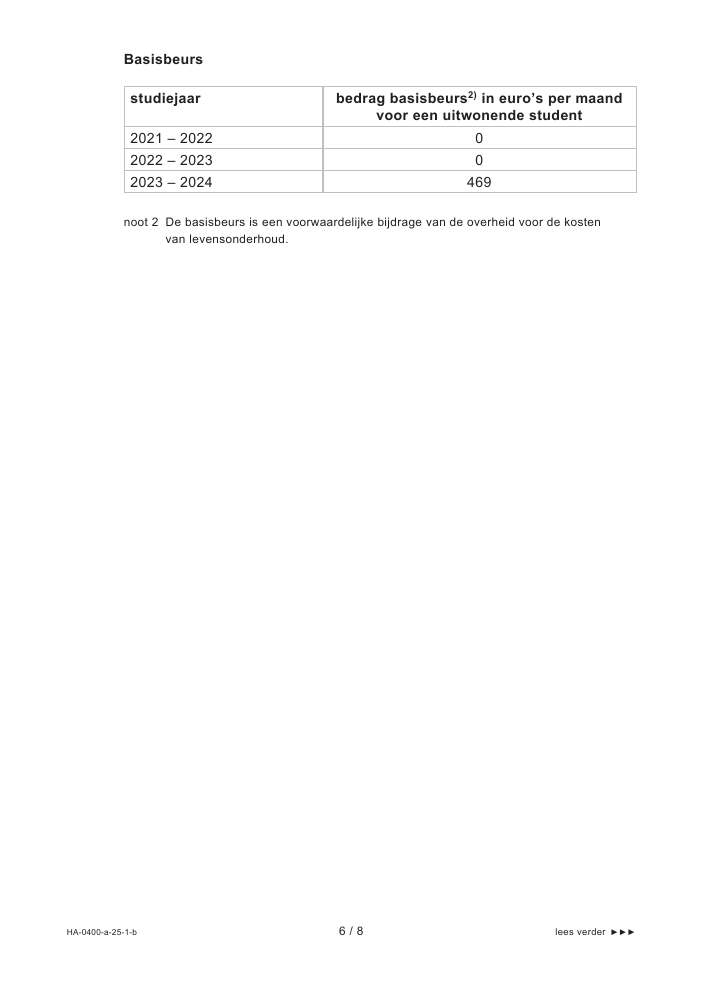 Basisbeurs
studiejaar
bedrag basisbeurs2) in euro’s per maand
voor een uitwonende student
2021 – 2022
0
2022 – 2023
0
2023 – 2024
469
noot 2 De basisbeurs is een voorwaardelijke bijdrage van de overheid voor de kosten
van levensonderhoud.
HA-0400-a-25-1-b
6 / 8
lees verder ►►►